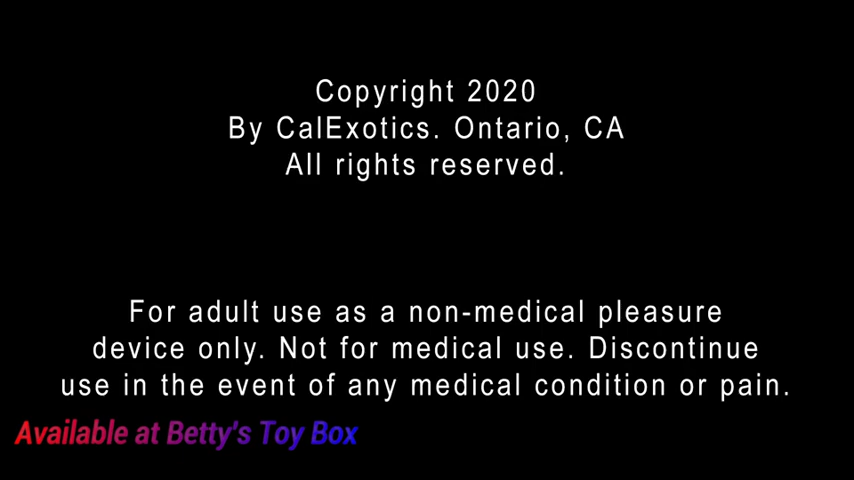 Copyright 2020
By CalExotics. Ontario, CA
All rights reserved.
For adult use as a non-medical pleasure
device only. Not for medical use. Discontinue
use in the event of any medical condition or pain.
Available at Betty's Toy Box